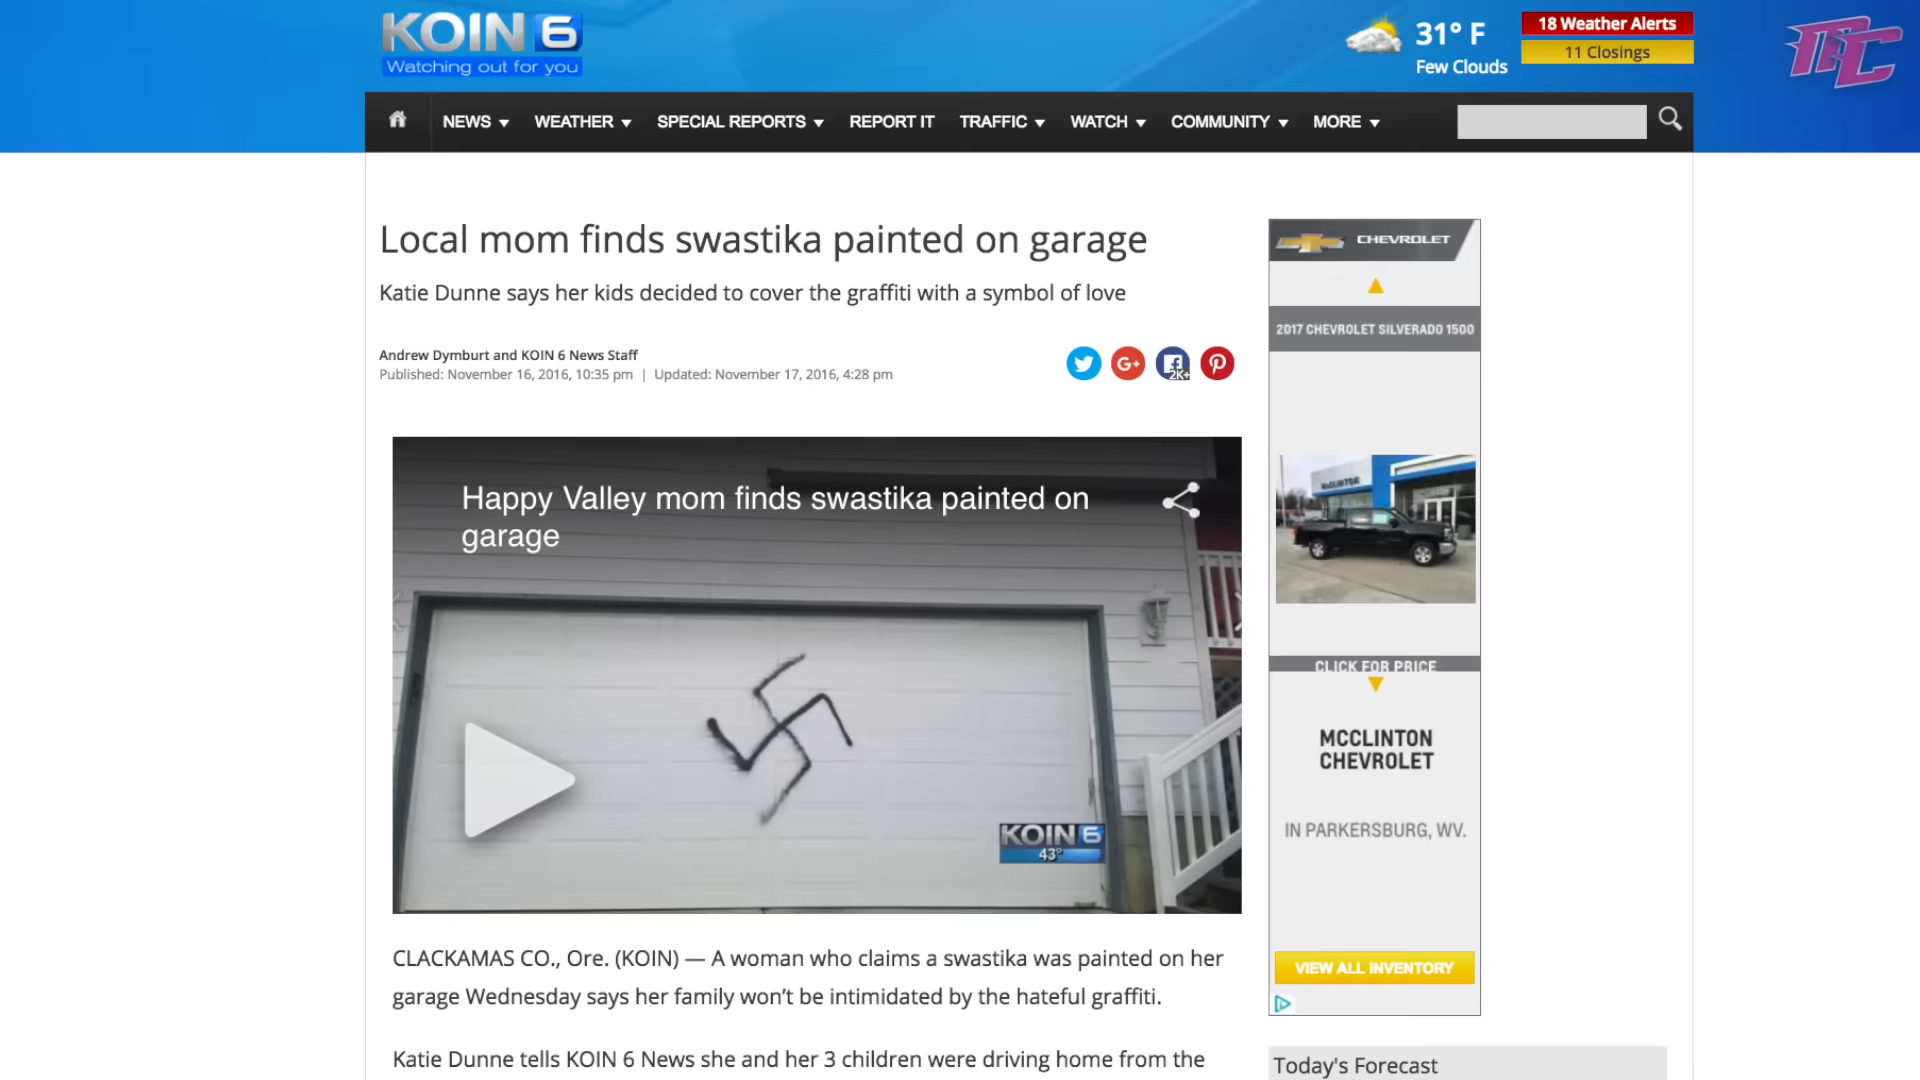 KOIN 6
Watching out for you
31° F
Few Clouds
18 Weather Alerts
11 Closings
NEWS
WEATHER
SPECIAL REPORTS
REPORT IT
TRAFFIC
WATCH
COMMUNITY
MORE
Local mom finds swastika painted on garage
Katie Dunne says her kids decided to cover the graffiti with a symbol of love
Andrew Dymburt and KOIN 6 News Staff
Published: November 16, 2016, 10:35 pm | Updated: November 17, 2016, 4:28 pm
G+
2K+
Happy Valley mom finds swastika painted on
garage
KOIN 6
43°
CLACKAMAS CO., Ore. (KOIN) — A woman who claims a swastika was painted on her
garage Wednesday says her family won't be intimidated by the hateful graffiti.
Katie Dunne tells KOIN 6 News she and her 3 children were driving home from the
CHEVROLET
2017 CHEVROLET SILVERADO 1500
CLICK FOR PRICE
MCCLINTON
CHEVROLET
IN PARKERSBURG, WV.
VIEW ALL INVENTORY
Today's Forecast